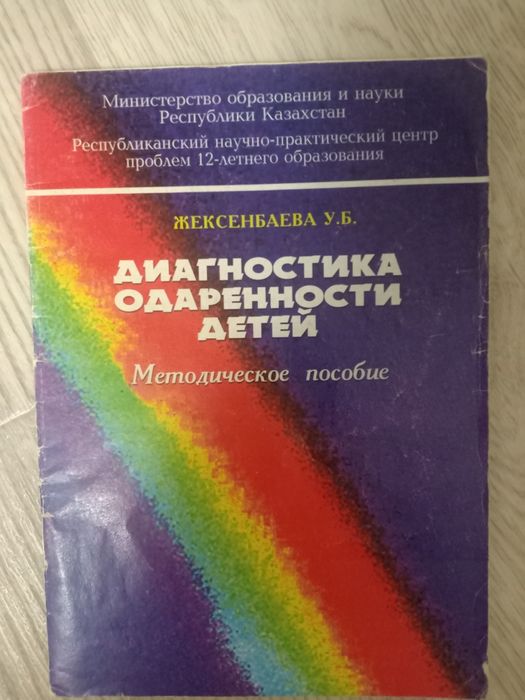 Министерство образования и науки
Республики Казахстан
Республиканский научно-практический центр
проблем 12-летнего образования
ЖЕКСЕНБАЕВА У.Б.
ДИАГНОСТИКА
ОДАРЕННОСТИ
ДЕТЕЙ
Методическое пособие